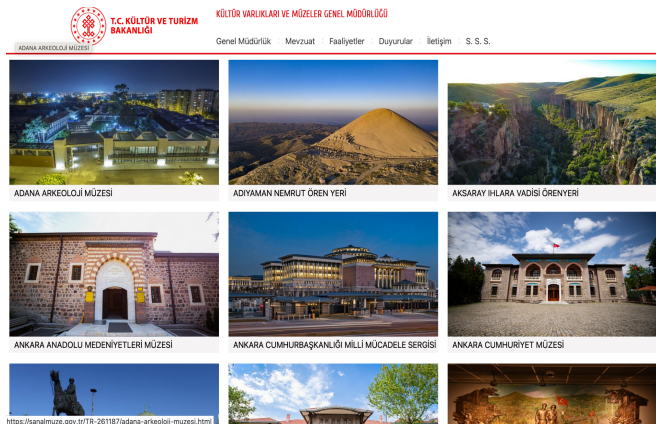 T.C. KÜLTÜR VE TURİZM
BAKANLIĞI
KÜLTÜR VARLIKLARI VE MÜZELER GENEL MÜDÜRLÜĞÜ
Genel Müdürlük Mevzuat Faaliyetler Duyurular İletişim S. S. S.
ADANA ARKEOLOJİ MÜZESİ
ADANA ARKEOLOJİ MÜZESİ
ADIYAMAN NEMRUT ÖREN YERİ
AKSARAY IHLARA VADİSİ ÖRENYERİ
ANKARA ANADOLU MEDENİYETLERİ MÜZESİ
ANKARA CUMHURBAŞKANLIĞI MİLLİ MÜCADELE SERGİSİ
ANKARA CUMHURİYET MÜZESİ
https://sanalmuze.gov.tr/TR-261187/adana-arkeoloji-muzesi.html